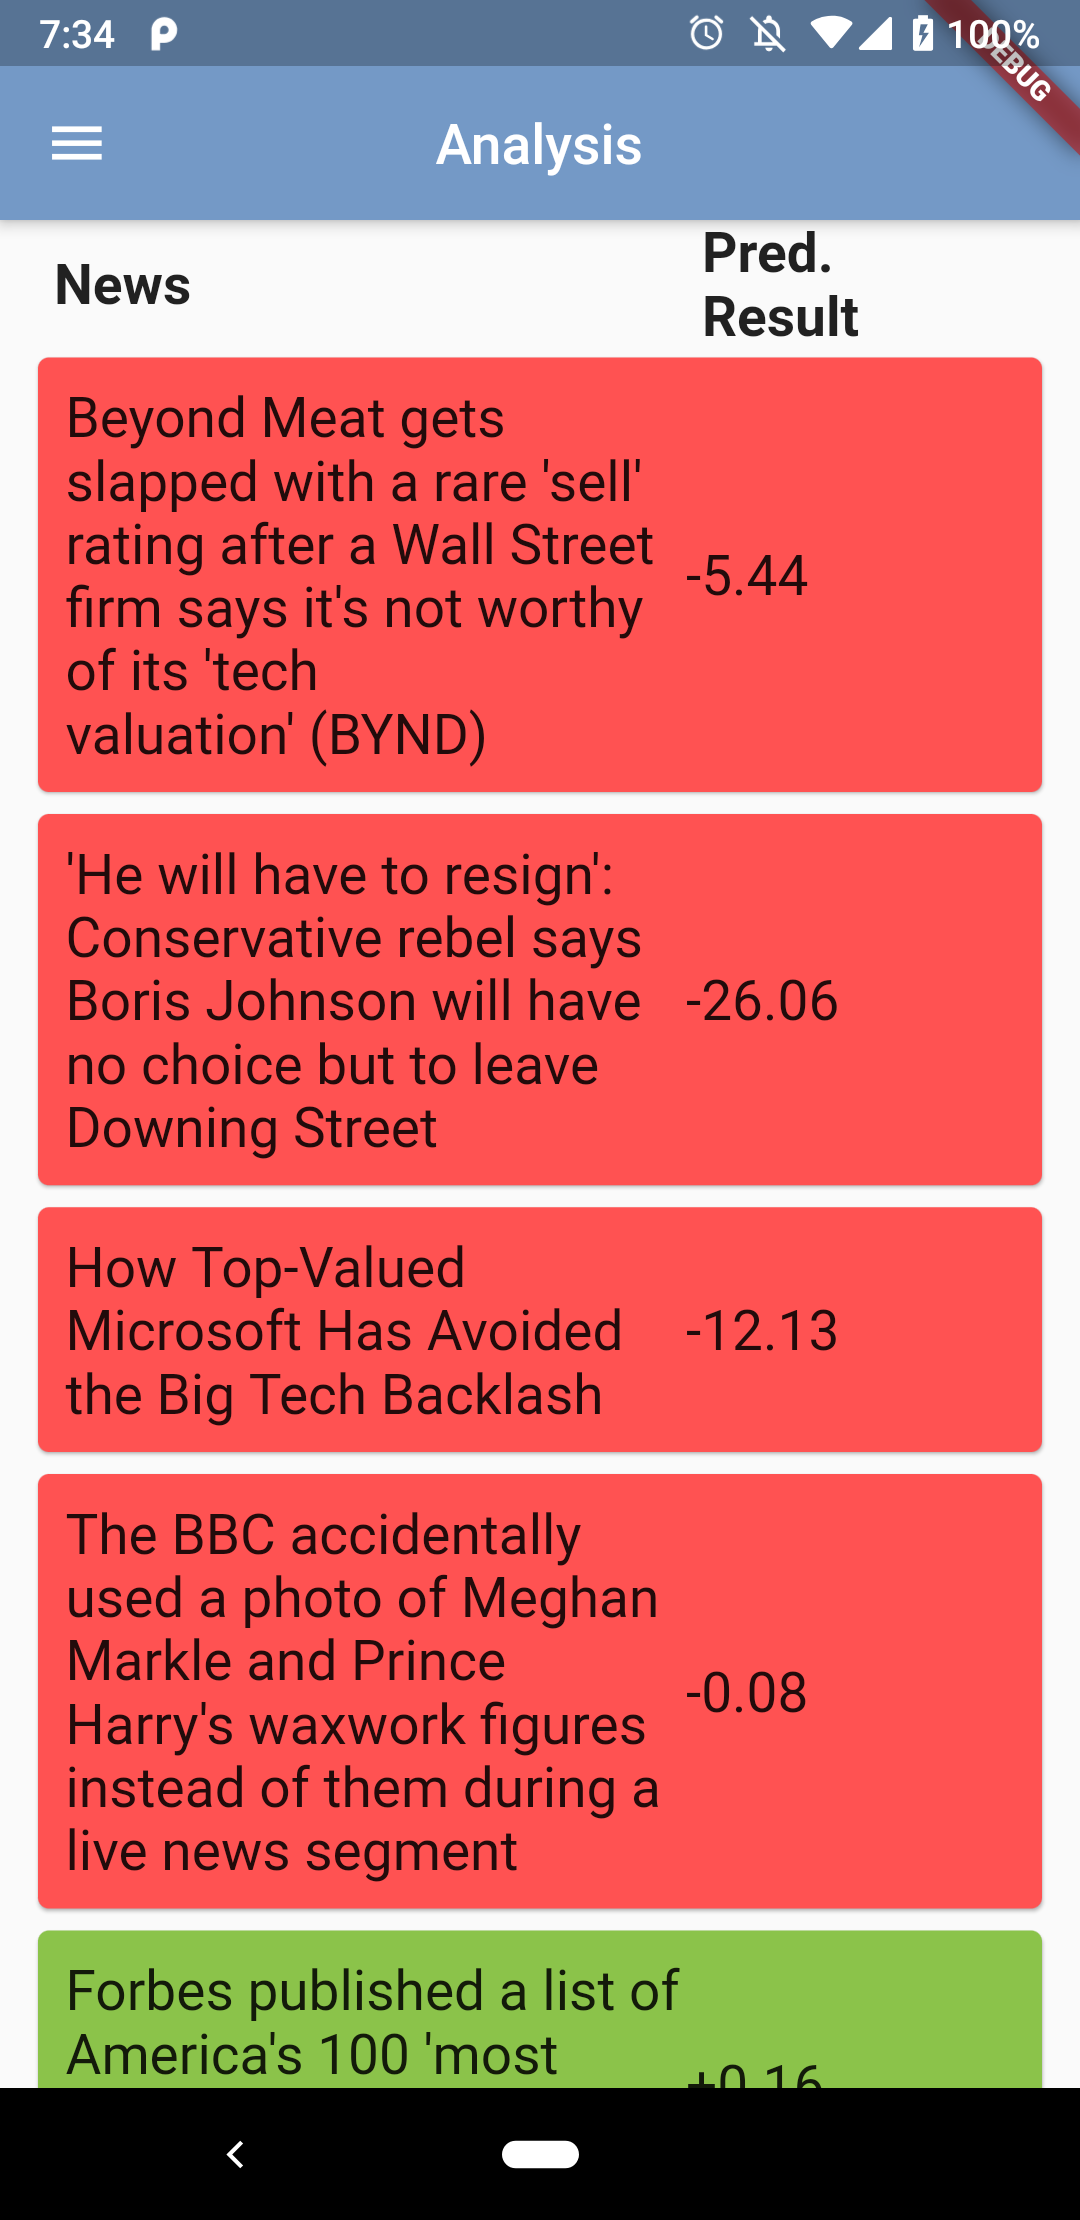 7:34
100%
DEBUG
Analysis
News
Pred.
Result
Beyond Meat gets
slapped with a rare 'sell'
rating after a Wall Street
firm says it's not worthy
of its 'tech
valuation' (BYND)
-5.44
'He will have to resign':
Conservative rebel says
Boris Johnson will have
no choice but to leave
Downing Street
-26.06
How Top-Valued
Microsoft Has Avoided
the Big Tech Backlash
-12.13
The BBC accidentally
used a photo of Meghan
Markle and Prince
Harry's waxwork figures
instead of them during a
live news segment
-0.08
Forbes published a list of
America's 100 'most
+0.16